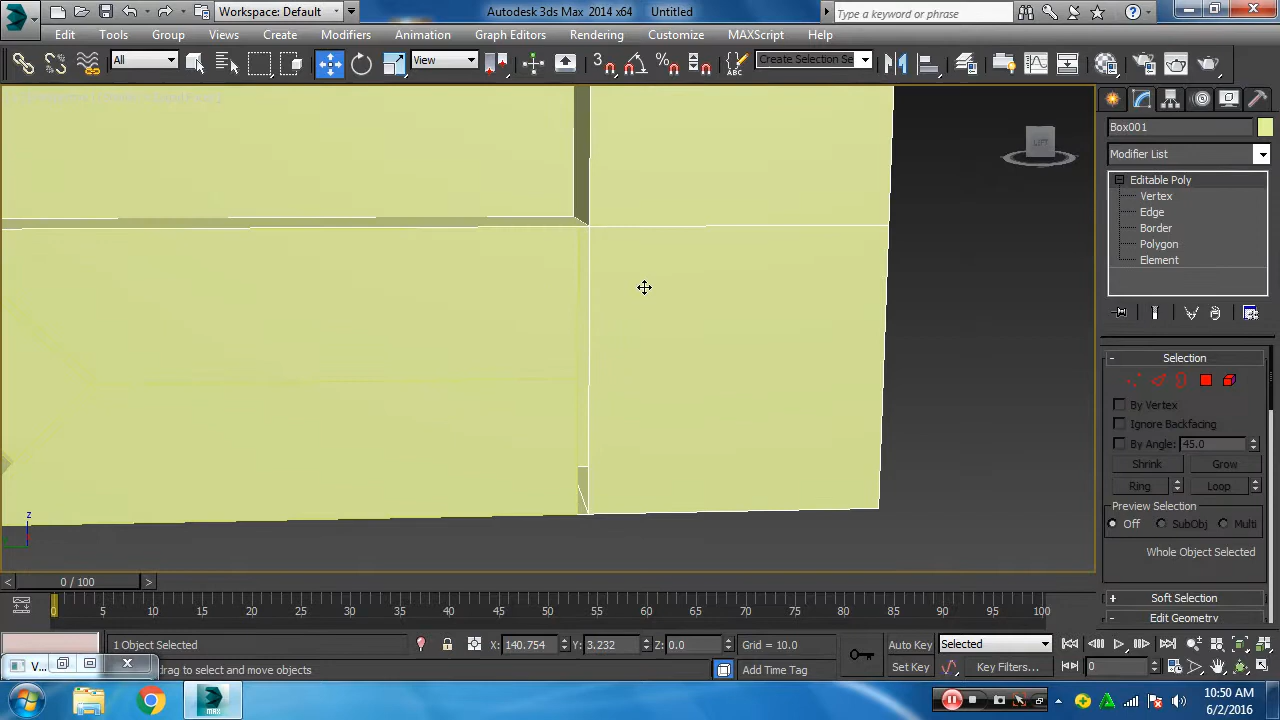 Workspace: Default
Autodesk 3ds Max 2014 x64    Untitled
Type a keyword or phrase
Edit Tools Group Views Create Modifiers Animation Graph Editors Rendering Customize MAXScript Help
All
View
3
Create Selection Se
LEFT
Box001
Modifier List
Editable Poly
Vertex
Edge
Border
Polygon
Element
- Selection
By Vertex
Ignore Backfacing
By Angle: 45.0
Shrink Grow
Ring Loop
Preview Selection
Off SubObj Multi
Whole Object Selected
+ Soft Selection
- Edit Geometry
z
< 0 / 100 >
0 5 10 15 20 25 30 35 40 45 50 55 60 65 70 75 80 85 90 95 100
1 Object Selected X: 140.754 Y: 3.232 Z: 0.0 Grid = 10.0 Auto Key Selected
V... drag to select and move objects Add Time Tag Set Key Key Filters... 0
MAX
10:50 AM
6/2/2016